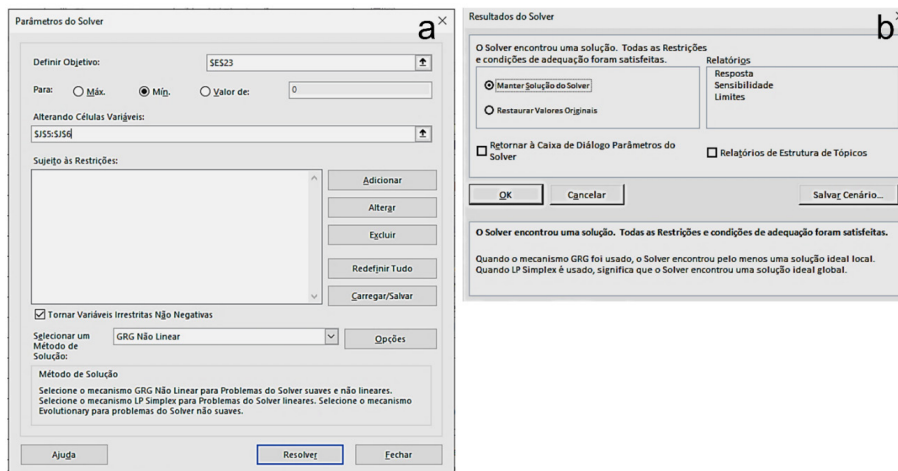 Parâmetros do Solver
a
Definir Objetivo:
$E$23
Para:
Máx.
Mín.
Valor de:
0
Alterando Células Variáveis:
$J$5:$J$6
Sujeito às Restrições:
Adicionar
Alterar
Excluir
Redefinir Tudo
Carregar/Salvar
Tornar Variáveis Irrestritas Não Negativas
Selecionar um
Método de
Solução:
GRG Não Linear
Opções
Método de Solução
Selecione o mecanismo GRG Não Linear para Problemas do Solver suaves e não lineares.
Selecione o mecanismo LP Simplex para Problemas do Solver lineares. Selecione o mecanismo
Evolutionary para problemas do Solver não suaves.
Ajuda
Resolver
Fechar
Resultados do Solver
b
O Solver encontrou uma solução. Todas as Restrições
e condições de adequação foram satisfeitas.
Manter Solução do Solver
Restaurar Valores Originais
Relatórios
Resposta
Sensibilidade
Limites
Retornar à Caixa de Diálogo Parâmetros do
Solver
Relatórios de Estrutura de Tópicos
OK
Cancelar
Salvar Cenário...
O Solver encontrou uma solução. Todas as Restrições e condições de adequação foram satisfeitas.
Quando o mecanismo GRG foi usado, o Solver encontrou pelo menos uma solução ideal local.
Quando LP Simplex é usado, significa que o Solver encontrou uma solução ideal global.